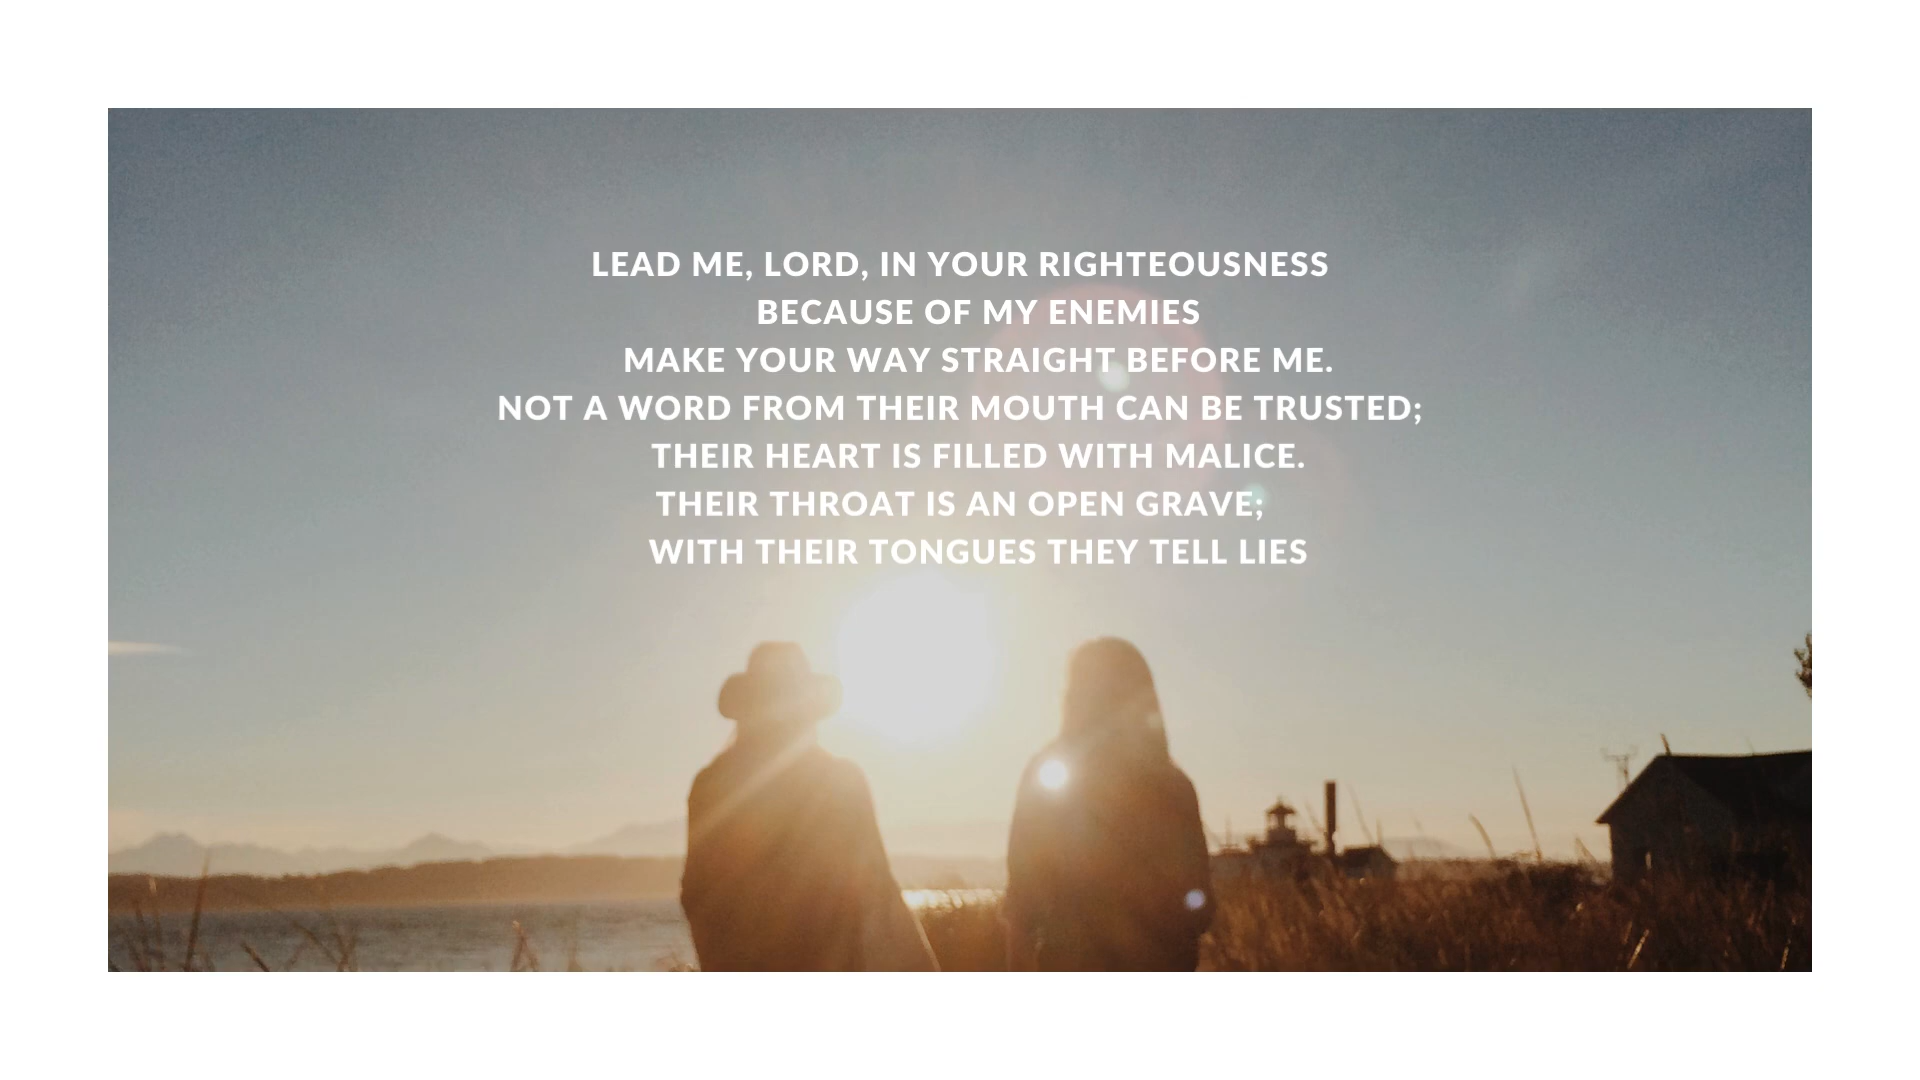 LEAD ME, LORD, IN YOUR RIGHTEOUSNESS
BECAUSE OF MY ENEMIES
MAKE YOUR WAY STRAIGHT BEFORE ME.
NOT A WORD FROM THEIR MOUTH CAN BE TRUSTED;
THEIR HEART IS FILLED WITH MALICE.
THEIR THROAT IS AN OPEN GRAVE;
WITH THEIR TONGUES THEY TELL LIES